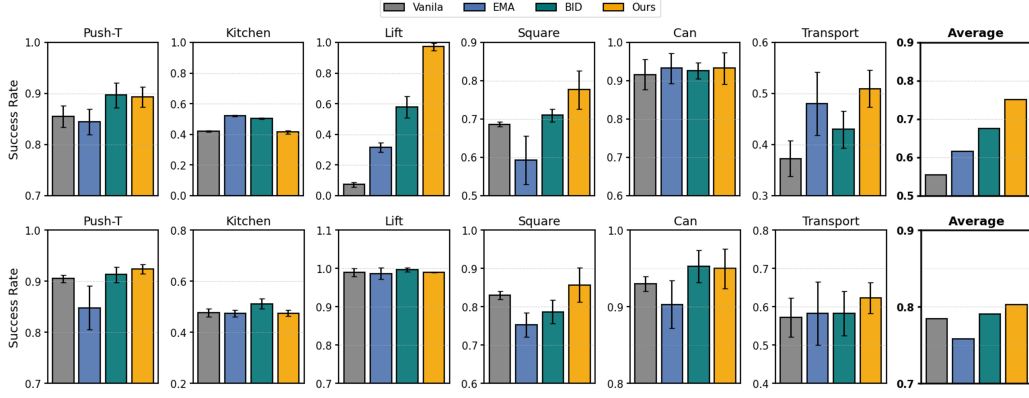 Vanila EMA BID Ours
Push-T Kitchen Lift Square Can Transport Average
Success Rate
1.0 0.9 0.8 0.7
1.0 0.8 0.6 0.4 0.2 0.0
1.0 0.8 0.6 0.4 0.2 0.0
0.9 0.8 0.7 0.6 0.5
1.0 0.9 0.8 0.7 0.6
0.6 0.5 0.4 0.3
0.9 0.8 0.7 0.6 0.5
Push-T Kitchen Lift Square Can Transport Average
Success Rate
1.0 0.9 0.8 0.7
0.8 0.6 0.4 0.2
1.1 1.0 0.9 0.8 0.7
1.0 0.9 0.8 0.7 0.6
1.0 0.9 0.8
0.8 0.7 0.6 0.5 0.4
0.9 0.8 0.7